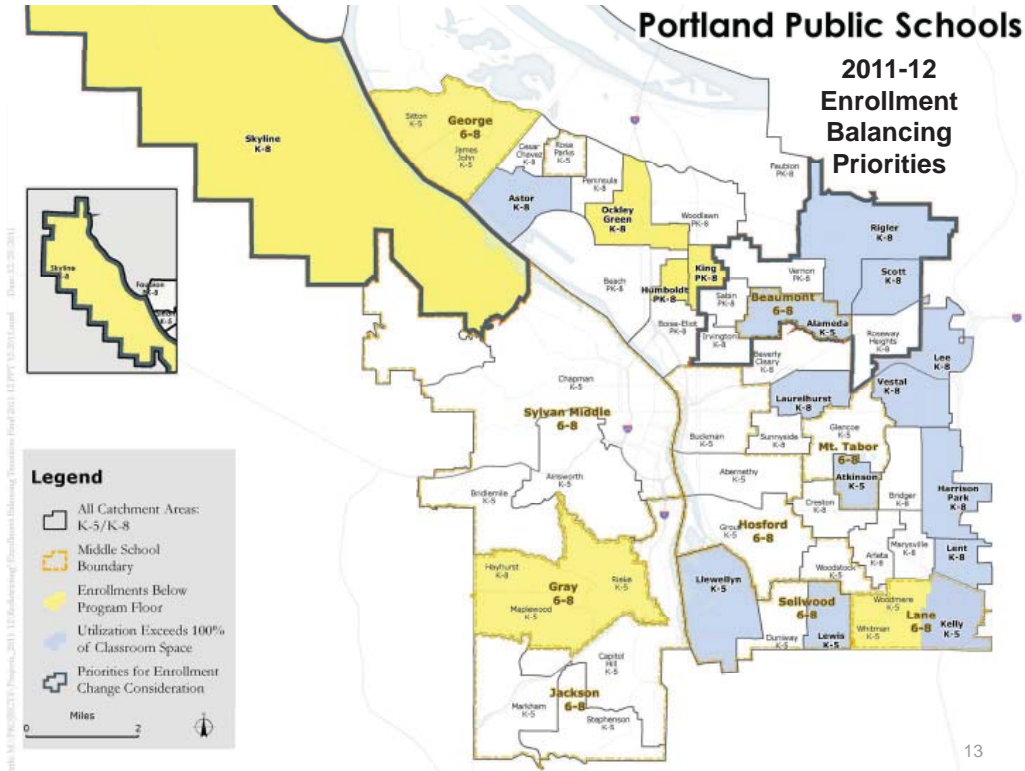 Portland Public Schools
2011-12
Enrollment
Balancing
Priorities
Skyline
K-8
Sitton
K-5
George
6-8
James
John
K-5
Cesar
Chavez
K-8
Rosa
Parks
K-5
Peninsula
K-8
Astor
K-8
Ockley
Green
K-8
Woodlawn
PK-8
Faubion
PK-8
Rigler
K-8
Scott
K-8
King
PK-8
Humboldt
PK-8
Vernon
PK-8
Sabin
PK-8
Beaumont
6-8
Alameda
K-5
Beach
PK-8
Boise-Eliot
PK-8
Irvington
K-8
Roseway
Heights
K-8
Beverly
Cleary
K-8
Lee
K-8
Vestal
K-8
Laurelhurst
K-8
Chapman
K-5
Sylvan Middle
6-8
Buckman
K-5
Sunnyside
K-8
Glencoe
K-5
Mt. Tabor
6-8
Atkinson
K-5
Abernethy
K-5
Ainsworth
K-5
Bridlemile
K-5
Creston
K-8
Bridger
K-8
Harrison
Park
K-8
Grout
K-5
Hosford
6-8
Marysville
K-8
Arleta
K-8
Lent
K-8
Woodstock
K-5
Hayhurst
K-8
Gray
6-8
Rieke
K-5
Maplewood
K-5
Llewellyn
K-5
Sellwood
6-8
Woodmere
K-5
Lane
6-8
Kelly
K-5
Whitman
K-5
Duniway
K-5
Lewis
K-5
Capitol
Hill
K-5
Jackson
6-8
Markham
K-5
Stephenson
K-5
Skyline
K-8
Faubion
PK-8
K-5
Legend
All Catchment Areas:
K-5/K-8
Middle School
Boundary
Enrollments Below
Program Floor
Utilization Exceeds 100%
of Classroom Space
Priorities for Enrollment
Change Consideration
Miles
0 2
13